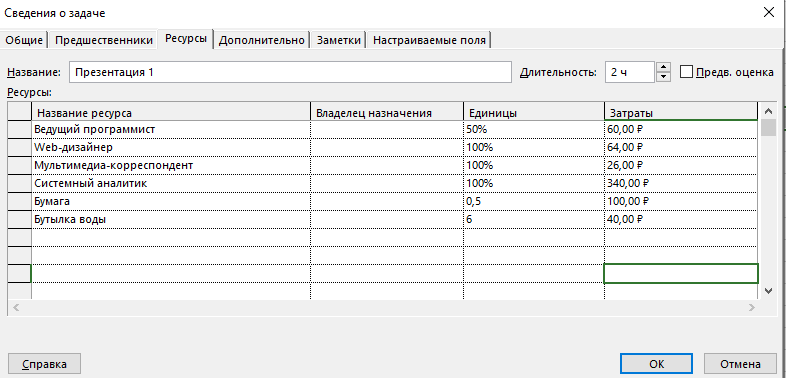 Сведения о задаче
Общие Предшественники Ресурсы Дополнительно Заметки Настраиваемые поля
Название: Презентация 1 Длительность: 2 ч Предв. оценка
Ресурсы:
Название ресурса Владелец назначения Единицы Затраты
Ведущий программист 50% 60,00 ₽
Web-дизайнер 100% 64,00 ₽
Мультимедиа-корреспондент 100% 26,00 ₽
Системный аналитик 100% 340,00 ₽
Бумага 0,5 100,00 ₽
Бутылка воды 6 40,00 ₽
Справка ОК Отмена